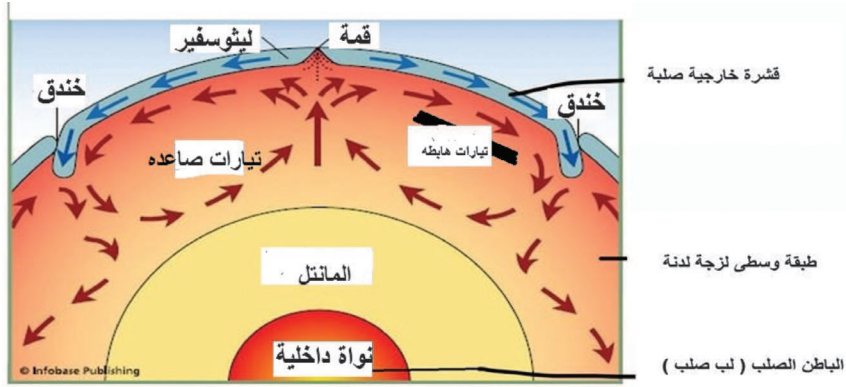 قمة
ليثوسفير
قشرة خارجية صلبة
خندق
خندق
تيارات هابطه
تيارات صاعده
طبقة وسطى لزجة لدنة
المانتل
نواة داخلية
الباطن الصلب ( لب صلب )
© Infobase Publishing